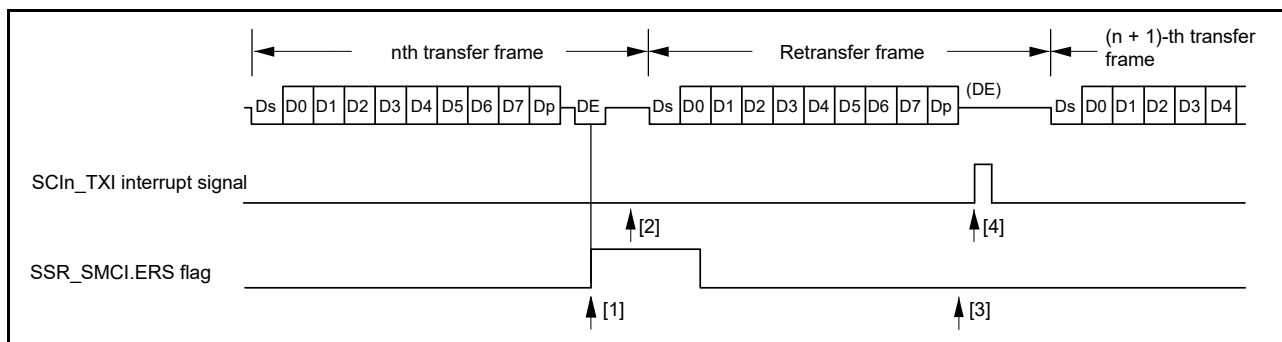 nth transfer frame
Retransfer frame
(n + 1)-th transfer
frame
Ds D0 D1 D2 D3 D4 D5 D6 D7 Dp DE Ds D0 D1 D2 D3 D4 D5 D6 D7 Dp (DE) Ds D0 D1 D2 D3 D4
SCIn_TXI interrupt signal
[2]
[4]
SSR_SMCI.ERS flag
[1]
[3]